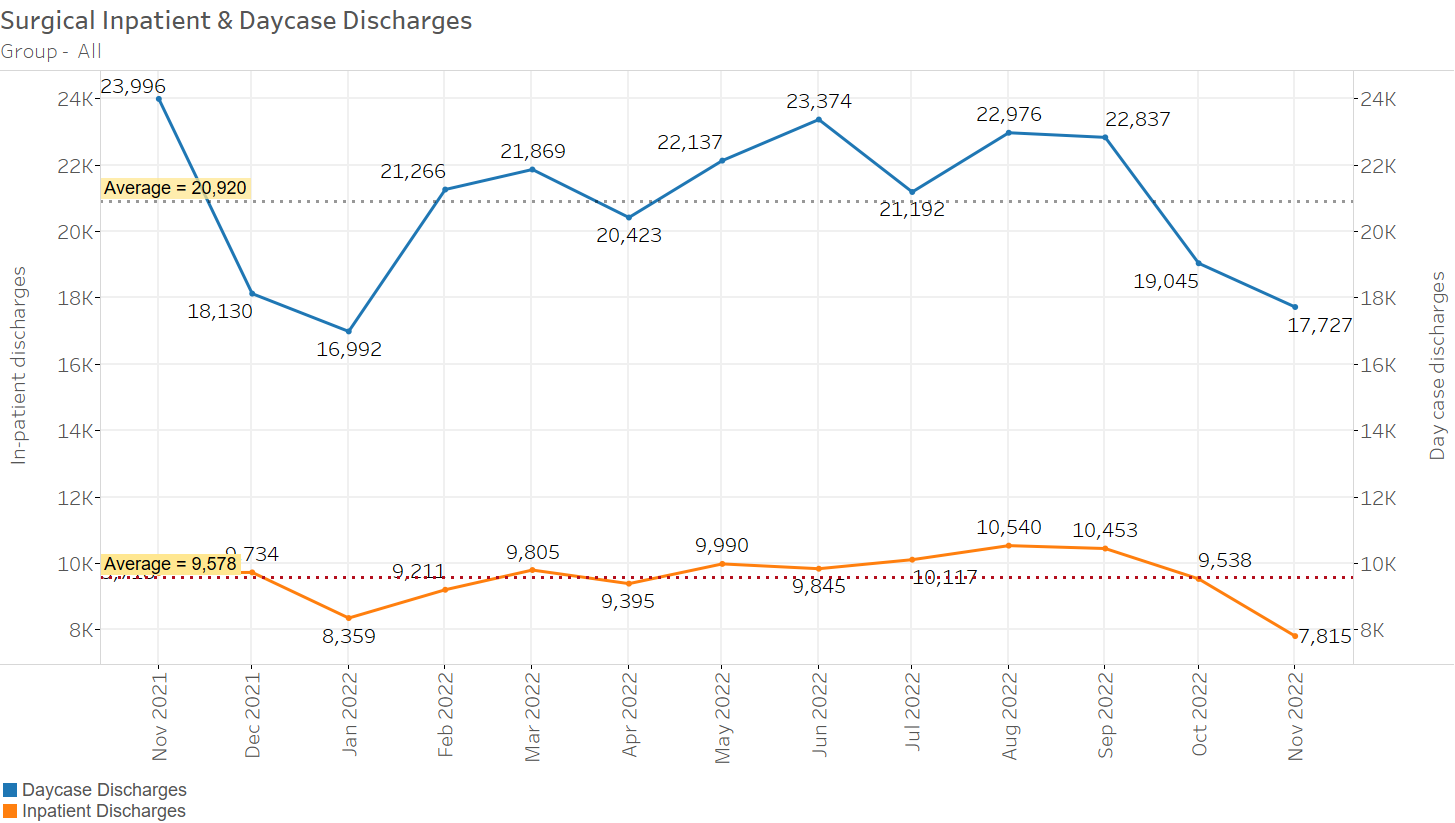 Surgical Inpatient & Daycase Discharges
Group - All
23,996
24K
24K
23,374
22,976
22,837
22,137
21,869
21,266
22K
22K
Average = 20,920
21,192
20,423
20K
20K
19,045
18,130
18K
18K
17,727
16,992
16K
16K
14K
14K
12K
12K
In-patient discharges
Day case discharges
10,540
10,453
9,990
9,805
9,734
Average = 9,578
10K
10K
9,538
9,211
10,117
9,845
9,395
8,359
8K
8K
7,815
Nov 2021
Dec 2021
Jan 2022
Feb 2022
Mar 2022
Apr 2022
May 2022
Jun 2022
Jul 2022
Aug 2022
Sep 2022
Oct 2022
Nov 2022
Daycase Discharges
Inpatient Discharges